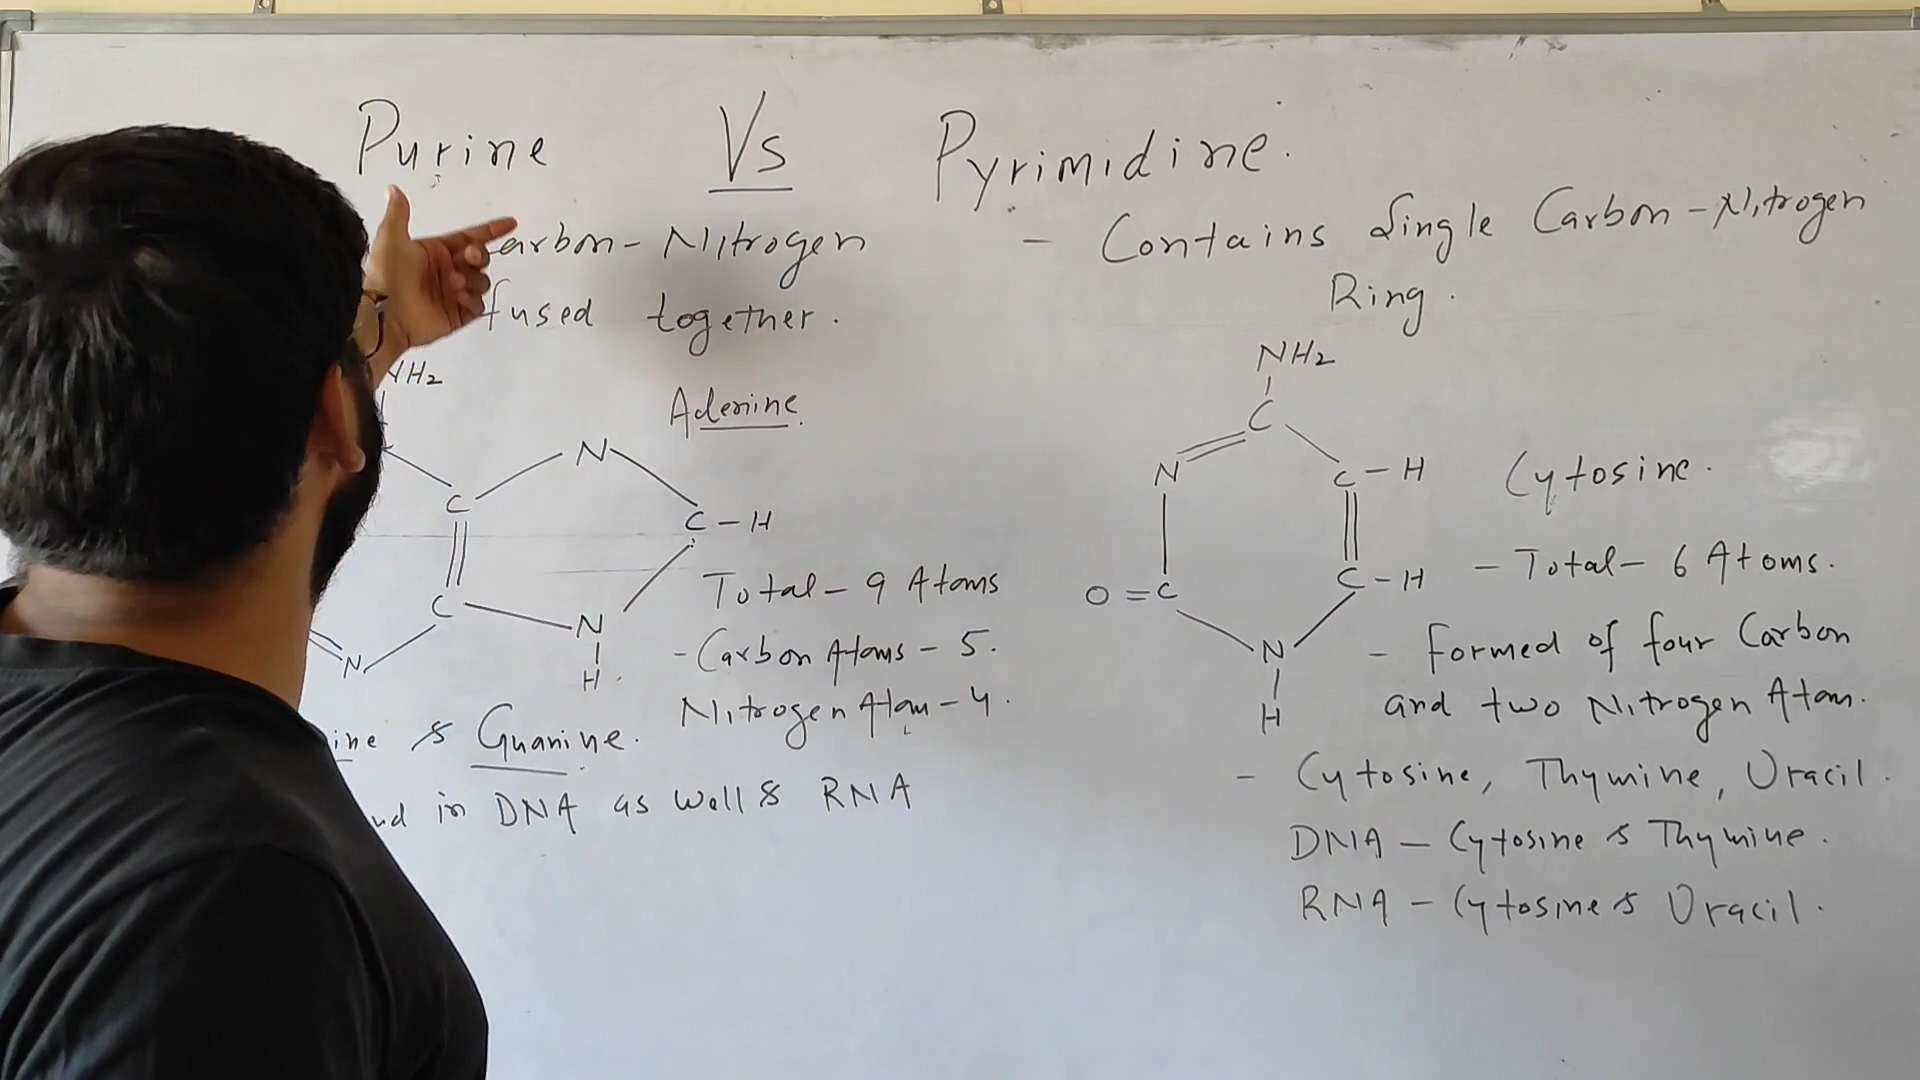 Purine Vs Pyrimidine.
Carbon-Nitrogen
fused together.
- Contains Single Carbon-Nitrogen
Ring.
NH2
Adenine.
N
C
C-H
C
N
H
N
Total-9 Atoms
-Carbon Atoms-5.
Nitrogen Atom-4.
ine & Guanine.
nd in DNA as well & RNA
NH2
C
N
C-H
Cytosine.
O=C
C-H
N
H
- Total- 6 Atoms.
- Formed of four Carbon
and two Nitrogen Atom.
- Cytosine, Thymine, Uracil.
DNA - Cytosine & Thymine.
RNA - Cytosine & Uracil.